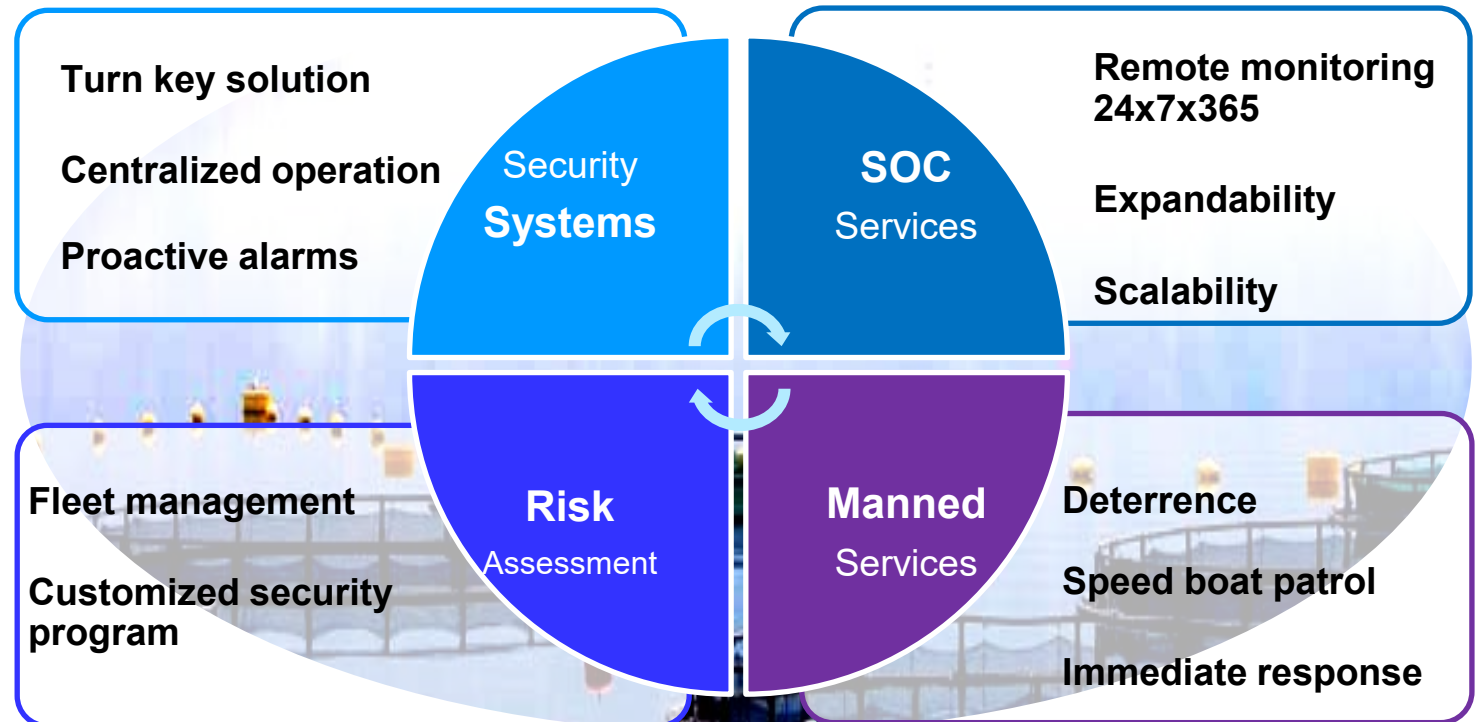 Turn key solution
Centralized operation
Proactive alarms
Security
Systems
SOC
Services
Remote monitoring
24x7x365
Expandability
Scalability
Fleet management
Customized security
program
Risk
Assessment
Manned
Services
Deterrence
Speed boat patrol
Immediate response